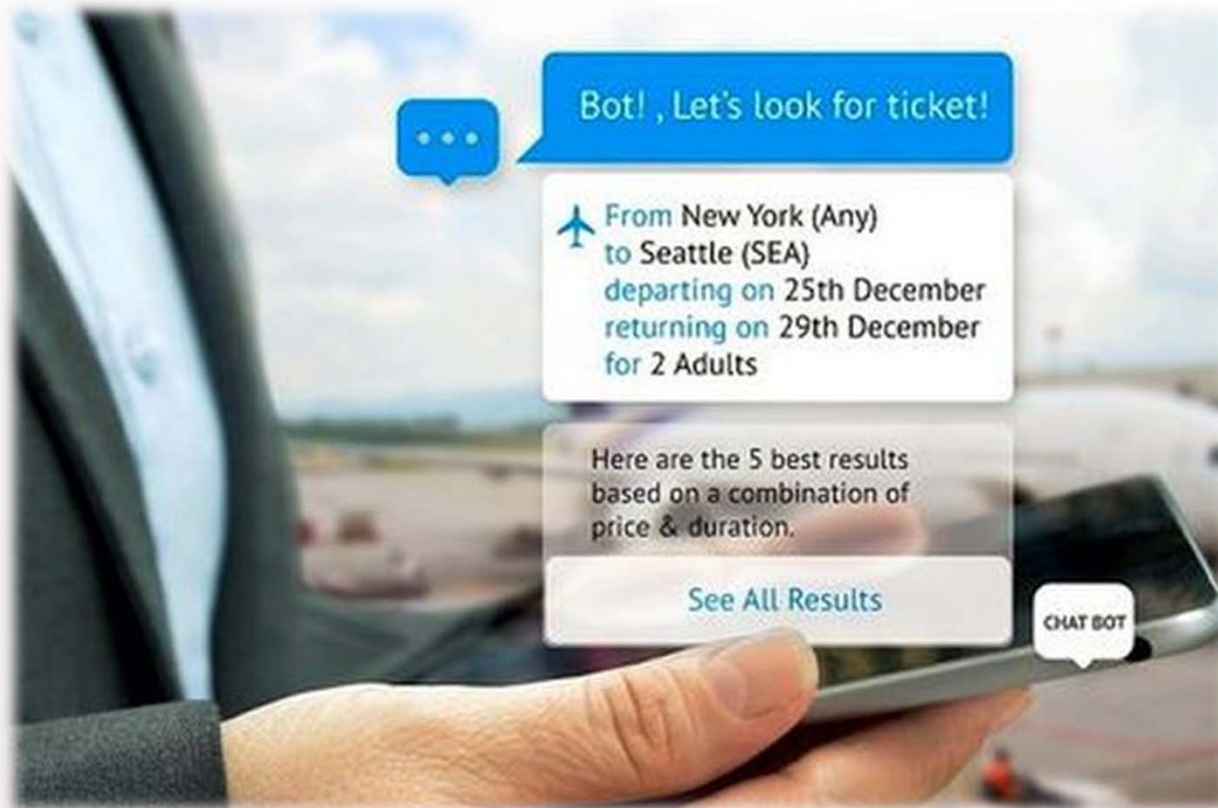 Bot! , Let's look for ticket!
From New York (Any)
to Seattle (SEA)
departing on 25th December
returning on 29th December
for 2 Adults
Here are the 5 best results
based on a combination of
price & duration.
See All Results
CHAT BOT